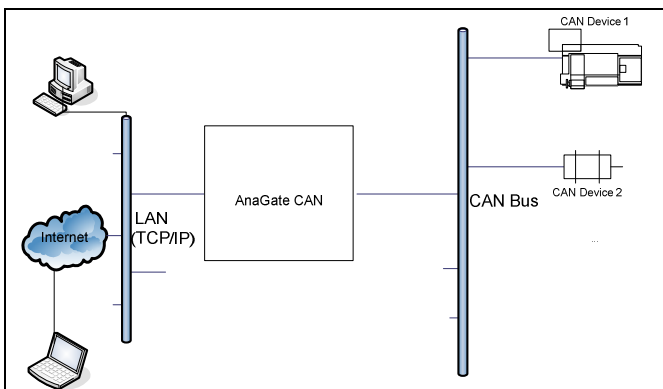 CAN Device 1
AnaGate CAN
CAN Bus
CAN Device 2
LAN
(TCP/IP)
Internet
...